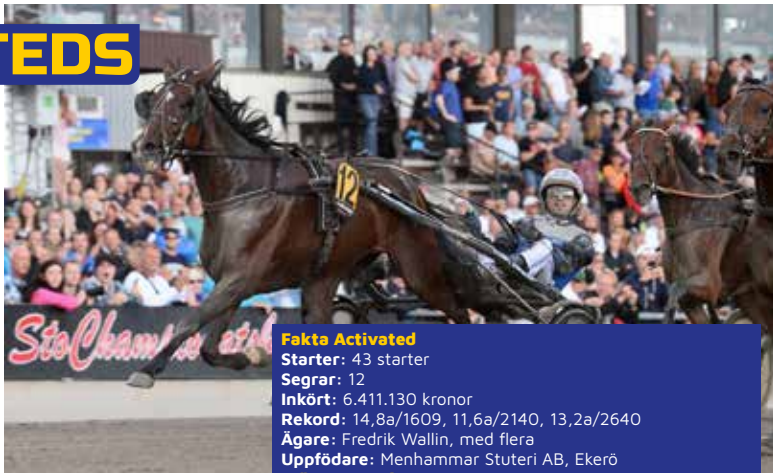 TEDS
12
StoChampionatet
Fakta Activated
Starter: 43 starter
Segrar: 12
Inkört: 6.411.130 kronor
Rekord: 14,8a/1609, 11,6a/2140, 13,2a/2640
Ägare: Fredrik Wallin, med flera
Uppfödare: Menhammar Stuteri AB, Ekerö